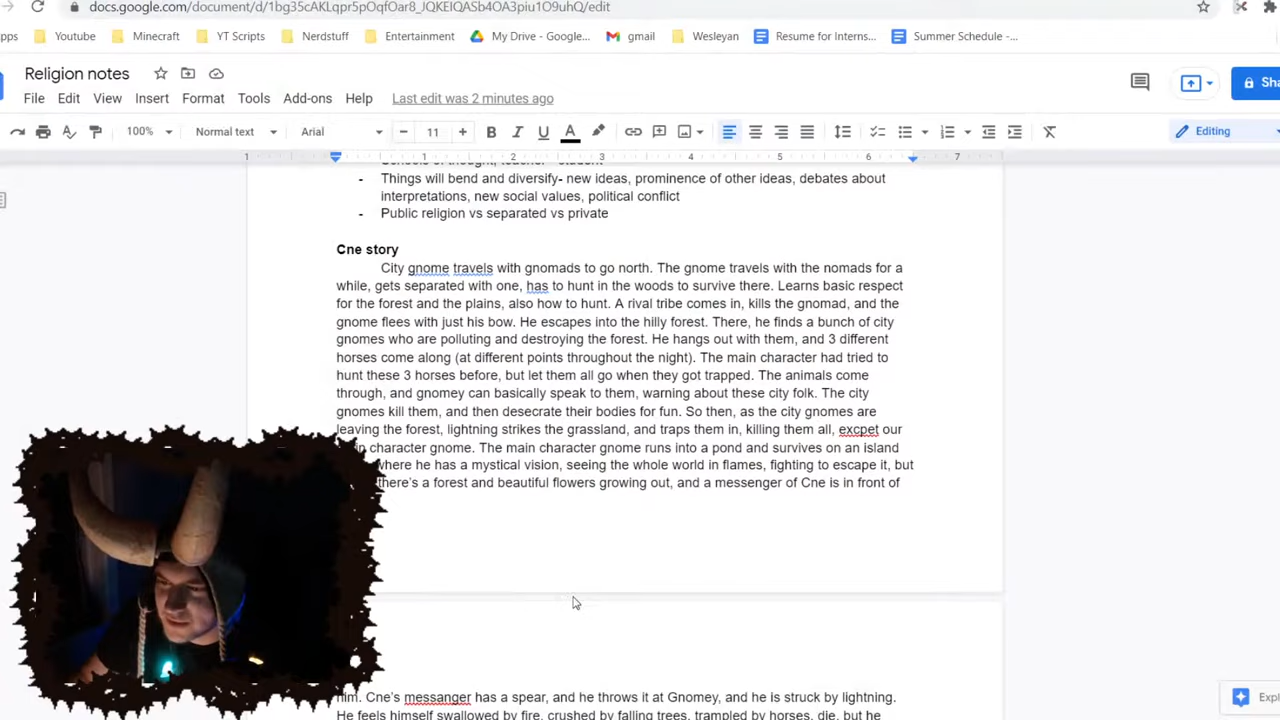 docs.google.com/document/d/1bg35cAKLqpr5pOqfOar8_JQKEIQASb4OA3piu1O9uhQ/edit
Youtube Minecraft YT Scripts Nerdstuff Entertainment My Drive - Google... gmail Wesleyan Resume for Interns... Summer Schedule -...
Religion notes
File Edit View Insert Format Tools Add-ons Help Last edit was 2 minutes ago
100% Normal text Arial 11 Editing
1 1 2 3 4 5 6 7
- Things will bend and diversify- new ideas, prominence of other ideas, debates about
interpretations, new social values, political conflict
- Public religion vs separated vs private
Cne story
City gnome travels with gnomads to go north. The gnome travels with the nomads for a
while, gets separated with one, has to hunt in the woods to survive there. Learns basic respect
for the forest and the plains, also how to hunt. A rival tribe comes in, kills the gnomad, and the
gnome flees with just his bow. He escapes into the hilly forest. There, he finds a bunch of city
gnomes who are polluting and destroying the forest. He hangs out with them, and 3 different
horses come along (at different points throughout the night). The main character had tried to
hunt these 3 horses before, but let them all go when they got trapped. The animals come
through, and gnomey can basically speak to them, warning about these city folk. The city
gnomes kill them, and then desecrate their bodies for fun. So then, as the city gnomes are
leaving the forest, lightning strikes the grassland, and traps them in, killing them all, excpet our
character gnome. The main character gnome runs into a pond and survives on an island
where he has a mystical vision, seeing the whole world in flames, fighting to escape it, but
there's a forest and beautiful flowers growing out, and a messenger of Cne is in front of
him. Cne's messanger has a spear, and he throws it at Gnomey, and he is struck by lightning.
He feels himself swallowed by fire, crushed by falling trees, trampled by horses, die, but he